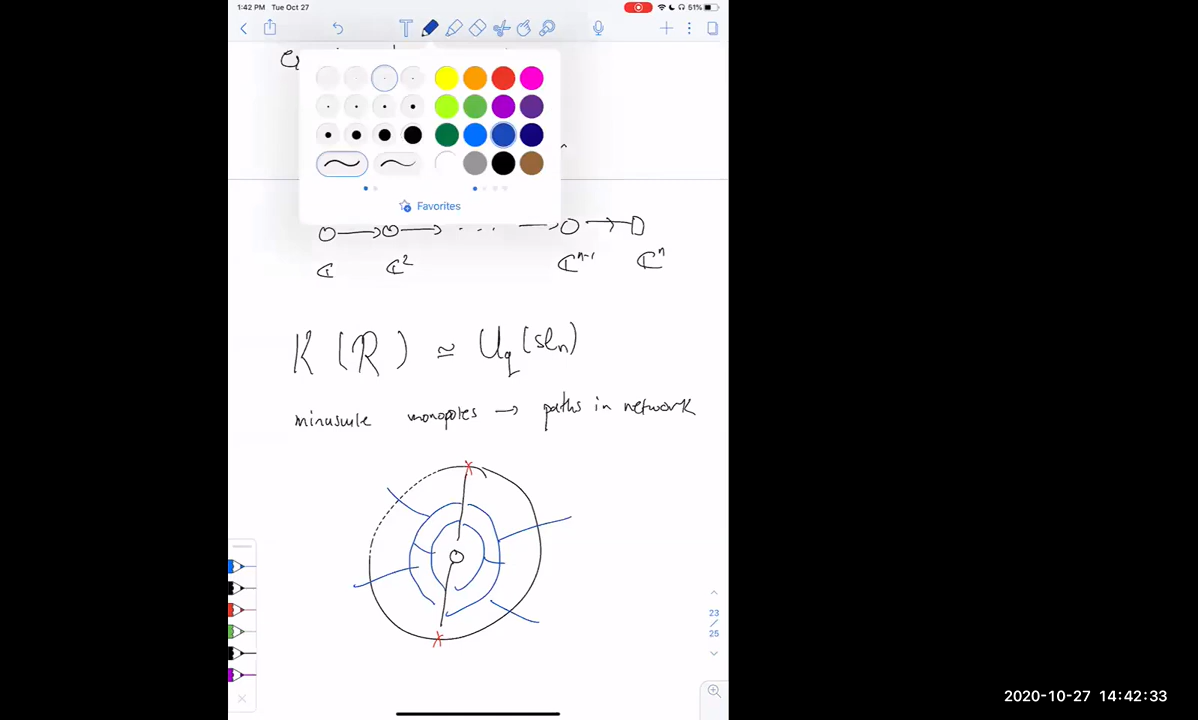 1:42 PM Tue Oct 27
51%
T
Favorites
ℂ ℂ² ℂⁿ⁻¹ ℂⁿ
K(R) ≃ U_q(sl_n)
minuscule monopoles → paths in network
23
/
25
2020-10-27 14:42:33